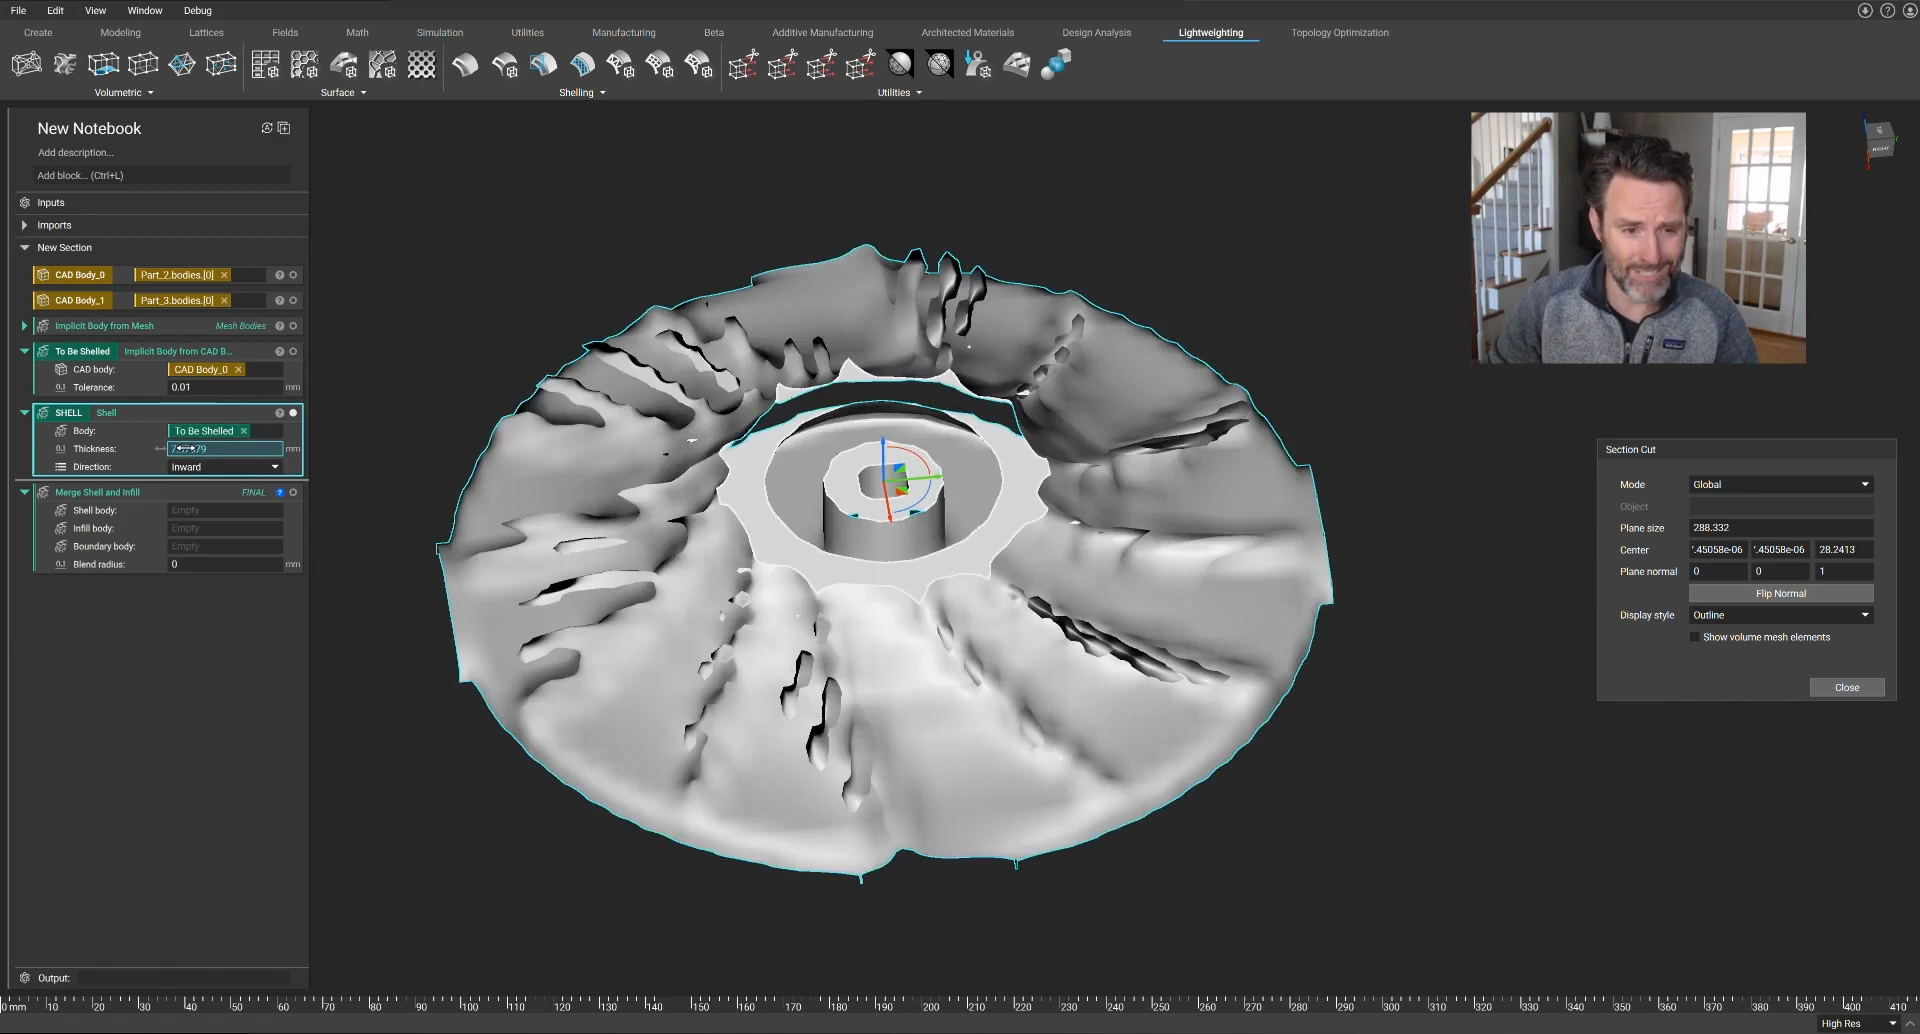 File Edit View Window Debug
Create Modeling Lattices Fields Math Simulation Utilities Manufacturing Beta Additive Manufacturing Architected Materials Design Analysis Lightweighting Topology Optimization
Volumetric Surface Shelling Utilities
New Notebook
Add description...
Add block... (Ctrl+L)
Inputs
Imports
New Section
CAD Body_0 Part_2.bodies.[0]
CAD Body_1 Part_3.bodies.[0]
Implicit Body from Mesh Mesh Bodies
To Be Shelled Implicit Body from CAD B...
CAD body: CAD Body_0
Tolerance: 0.01 mm
SHELL Shell
Body: To Be Shelled
Thickness: mm
Direction: Inward
Merge Shell and Infill FINAL
Shell body: Empty
Infill body: Empty
Boundary body: Empty
Blend radius: 0 mm
Output:
RIGHT
Section Cut
Mode Global
Object
Plane size 288.332
Center '.45058e-06 '.45058e-06 28.2413
Plane normal 0 0 1
Flip Normal
Display style Outline
Show volume mesh elements
Close
0 mm 10 20 30 40 50 60 70 80 90 100 110 120 130 140 150 160 170 180 190 200 210 220 230 240 250 260 270 280 290 300 310 320 330 340 350 360 370 380 390 400 410
High Res